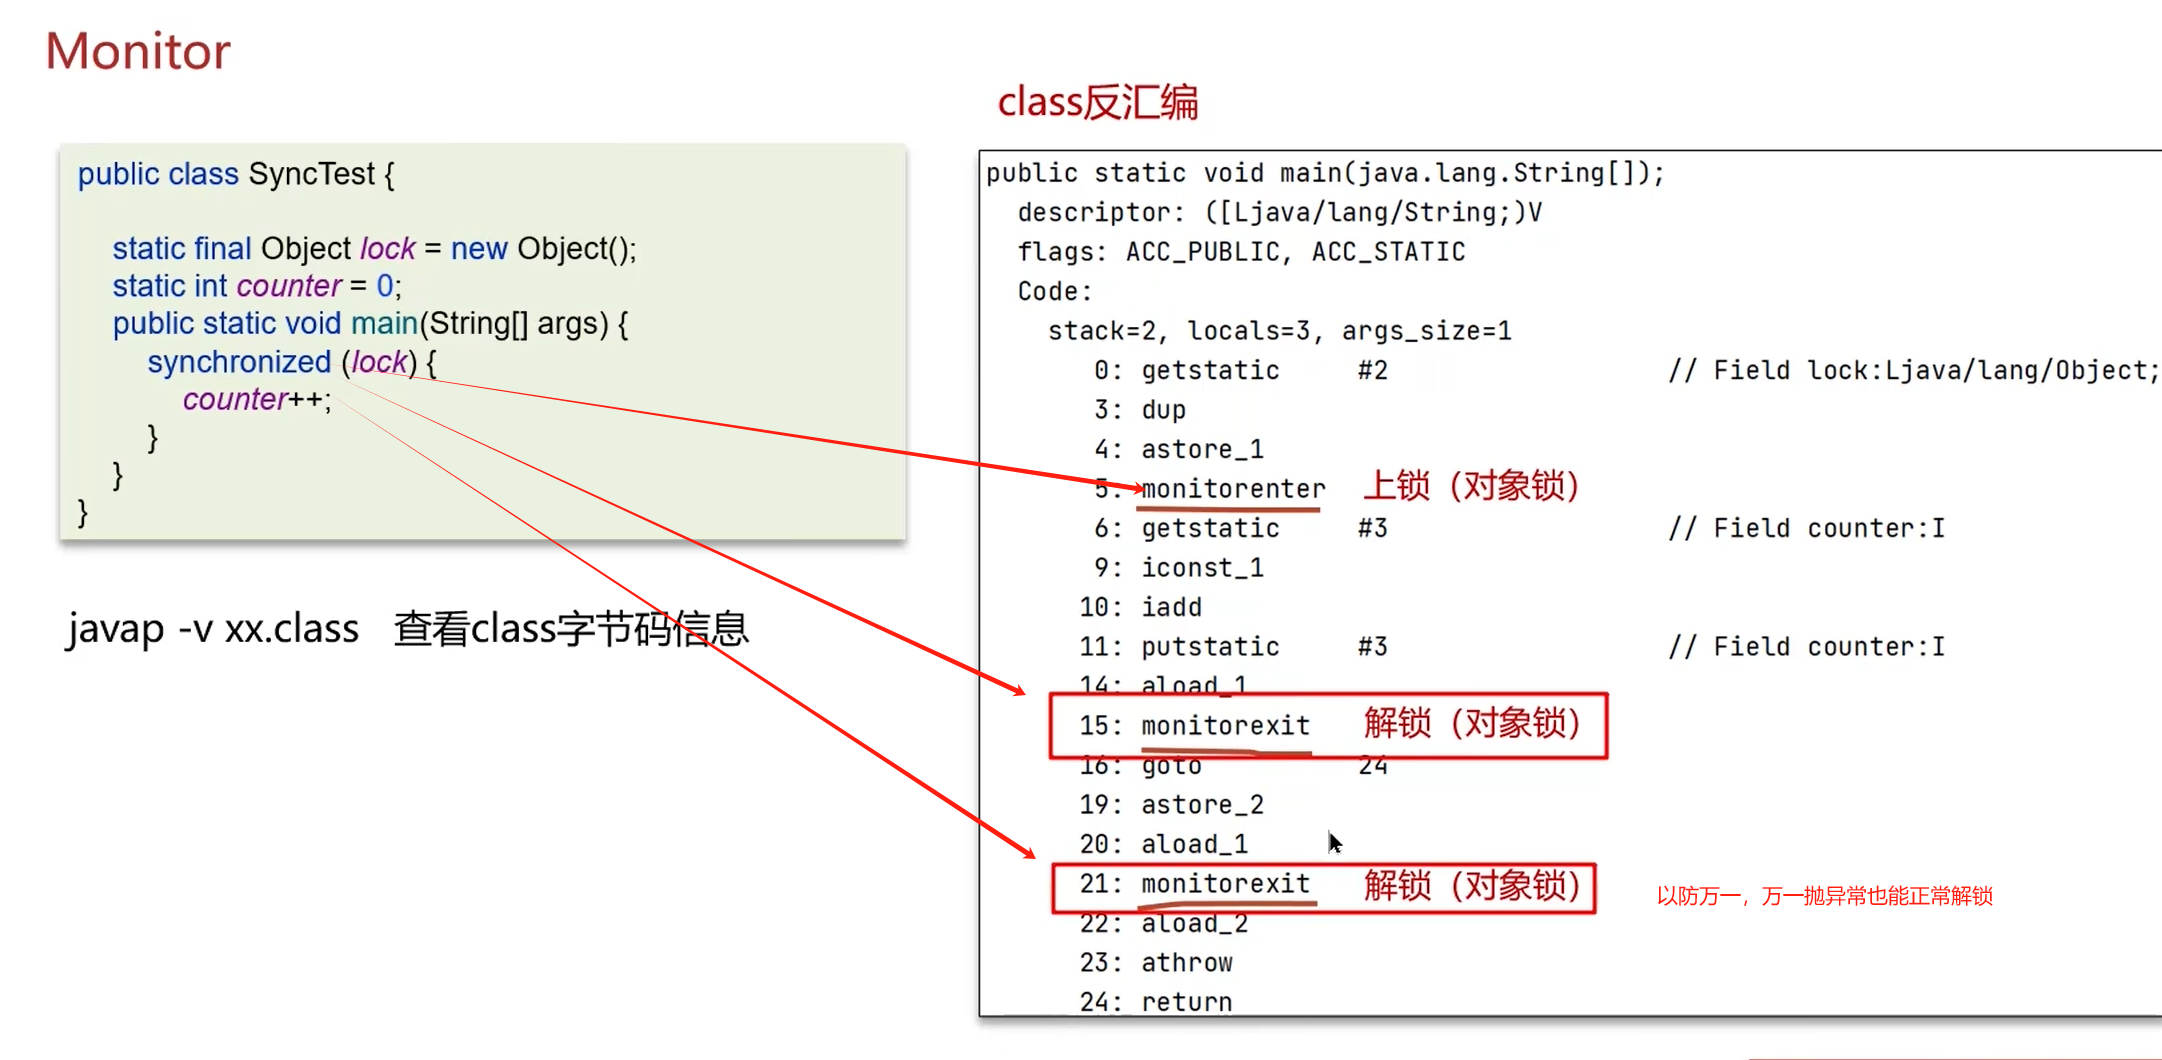 Monitor
class反汇编
public class SyncTest {
static final Object lock = new Object();
static int counter = 0;
public static void main(String[] args) {
synchronized (lock) {
counter++;
}
}
}
javap -v xx.class 查看class字节码信息
public static void main(java.lang.String[]);
descriptor: ([Ljava/lang/String;)V
flags: ACC_PUBLIC, ACC_STATIC
Code:
stack=2, locals=3, args_size=1
0: getstatic #2 // Field lock:Ljava/lang/Object;
3: dup
4: astore_1
5: monitorenter 上锁（对象锁）
6: getstatic #3 // Field counter:I
9: iconst_1
10: iadd
11: putstatic #3 // Field counter:I
14: aload_1
15: monitorexit 解锁（对象锁）
16: goto 24
19: astore_2
20: aload_1
21: monitorexit 解锁（对象锁） 以防万一，万一抛异常也能正常解锁
22: aload_2
23: athrow
24: return